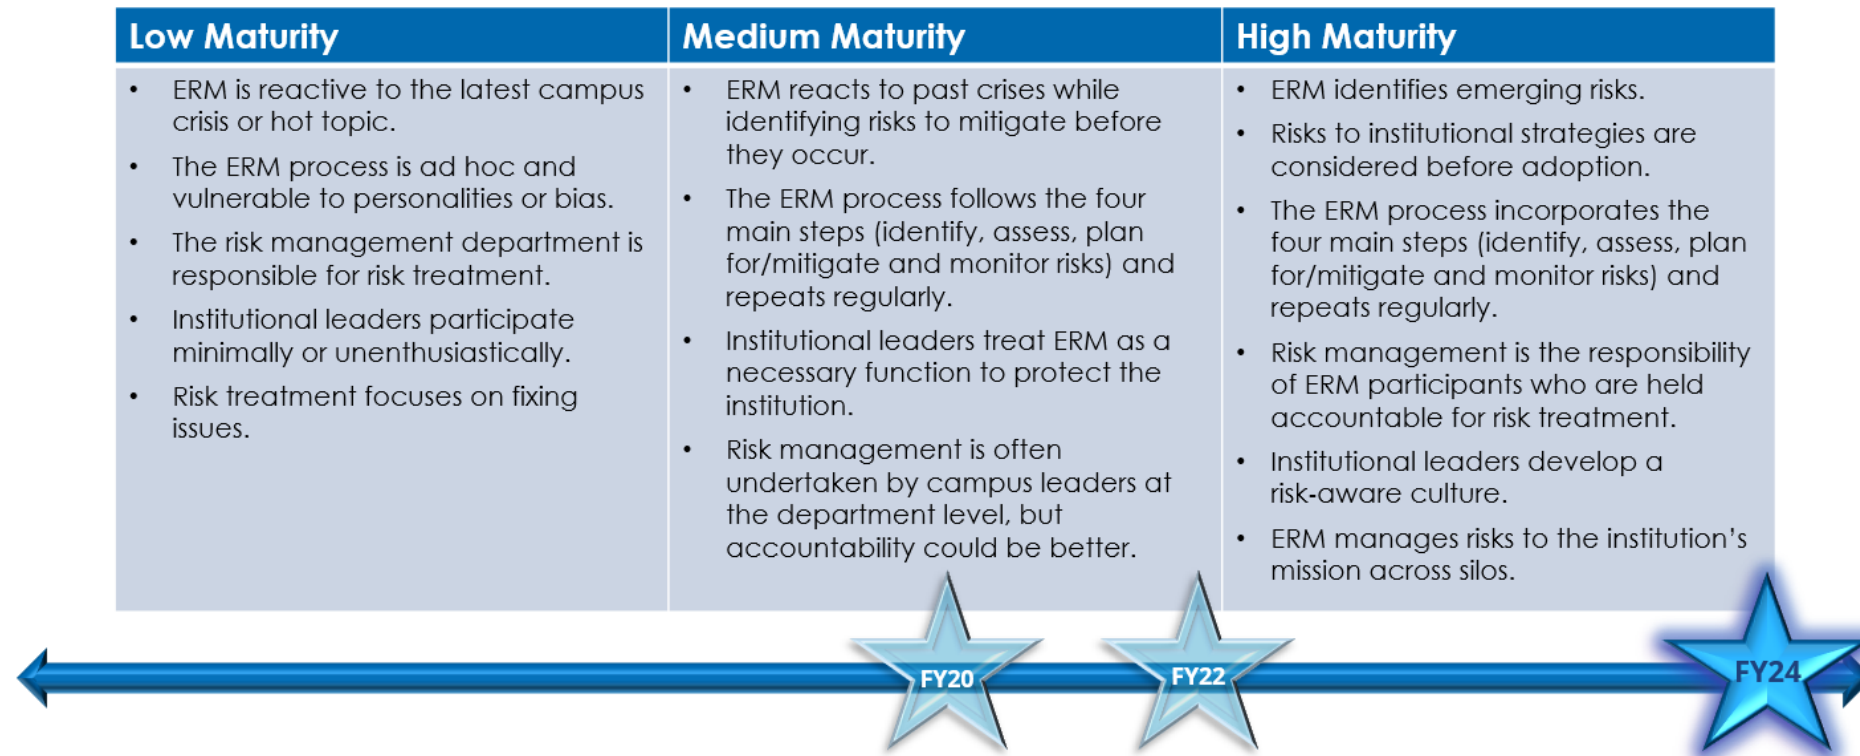 Low Maturity
• ERM is reactive to the latest campus
crisis or hot topic.
• The ERM process is ad hoc and
vulnerable to personalities or bias.
• The risk management department is
responsible for risk treatment.
• Institutional leaders participate
minimally or unenthusiastically.
• Risk treatment focuses on fixing
issues.
Medium Maturity
• ERM reacts to past crises while
identifying risks to mitigate before
they occur.
• The ERM process follows the four
main steps (identify, assess, plan
for/mitigate and monitor risks) and
repeats regularly.
• Institutional leaders treat ERM as a
necessary function to protect the
institution.
• Risk management is often
undertaken by campus leaders at
the department level, but
accountability could be better.
High Maturity
• ERM identifies emerging risks.
• Risks to institutional strategies are
considered before adoption.
• The ERM process incorporates the
four main steps (identify, assess, plan
for/mitigate and monitor risks) and
repeats regularly.
• Risk management is the responsibility
of ERM participants who are held
accountable for risk treatment.
• Institutional leaders develop a
risk-aware culture.
• ERM manages risks to the institution's
mission across silos.
FY20
FY22
FY24